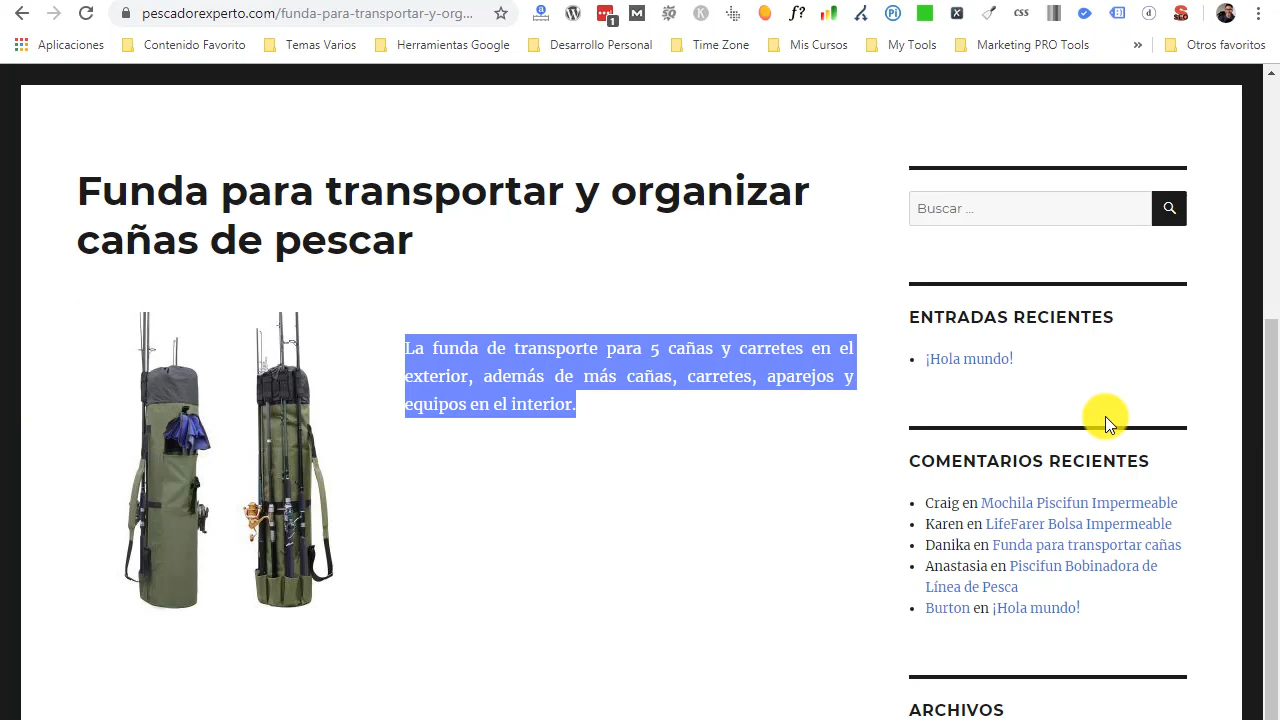 pescadorexperto.com/funda-para-transportar-y-org...
Aplicaciones
Contenido Favorito
Temas Varios
Herramientas Google
Desarrollo Personal
Time Zone
Mis Cursos
My Tools
Marketing PRO Tools
»
Otros favoritos
Funda para transportar y organizar
cañas de pescar
La funda de transporte para 5 cañas y carretes en el
exterior, además de más cañas, carretes, aparejos y
equipos en el interior.
Buscar ...
ENTRADAS RECIENTES
¡Hola mundo!
COMENTARIOS RECIENTES
Craig en Mochila Piscifun Impermeable
Karen en LifeFarer Bolsa Impermeable
Danika en Funda para transportar cañas
Anastasia en Piscifun Bobinadora de
Línea de Pesca
Burton en ¡Hola mundo!
ARCHIVOS